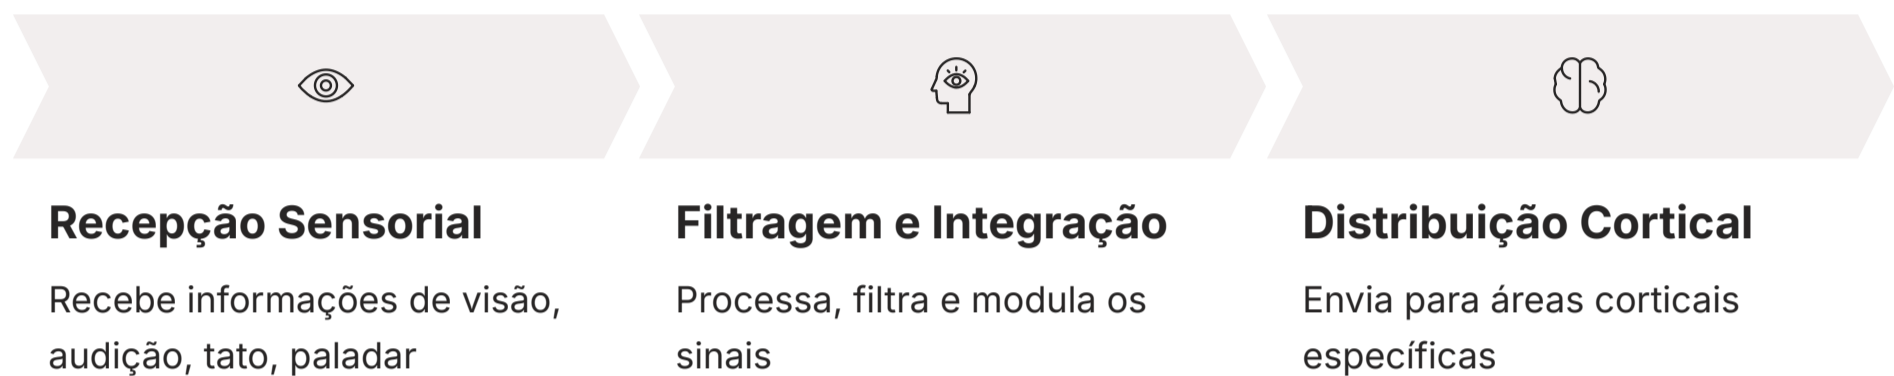 Recepção Sensorial
Recebe informações de visão,
audição, tato, paladar
Filtragem e Integração
Processa, filtra e modula os
sinais
Distribuição Cortical
Envia para áreas corticais
específicas